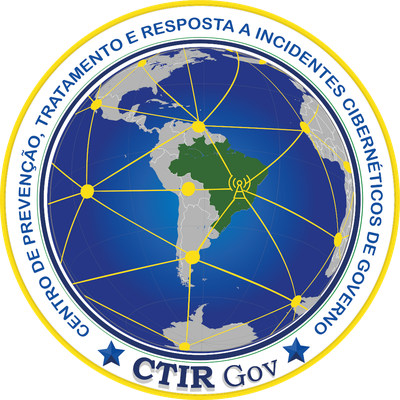 CENTRO DE PREVENÇÃO, TRATAMENTO E RESPOSTA A INCIDENTES CIBERNÉTICOS DE GOVERNO
CTIR Gov